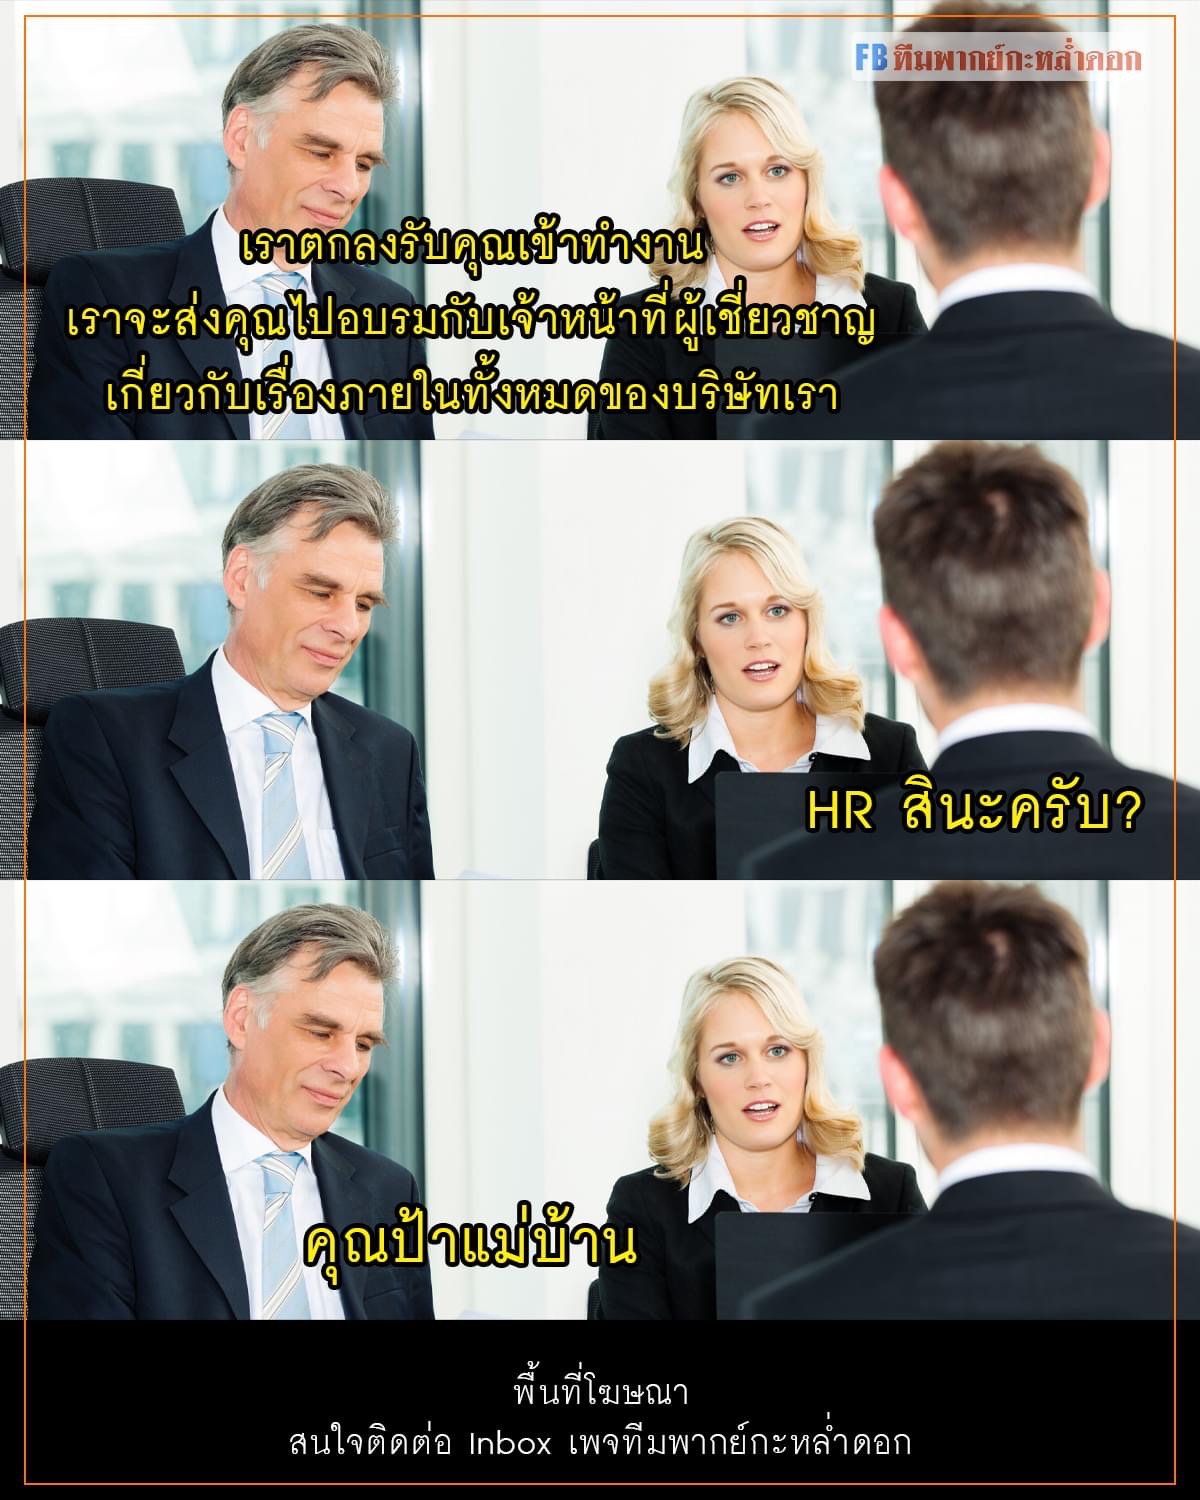 FB ทีมพากย์กะหล่ำดอก
เราตกลงรับคุณเข้าทำงาน
เราจะส่งคุณไปอบรมกับเจ้าหน้าที่ผู้เชี่ยวชาญ
เกี่ยวกับเรื่องภายในทั้งหมดของบริษัทเรา
HR สินะครับ?
คุณป้าแม่บ้าน
พื้นที่โฆษณา
สนใจติดต่อ Inbox เพจทีมพากย์กะหล่ำดอก